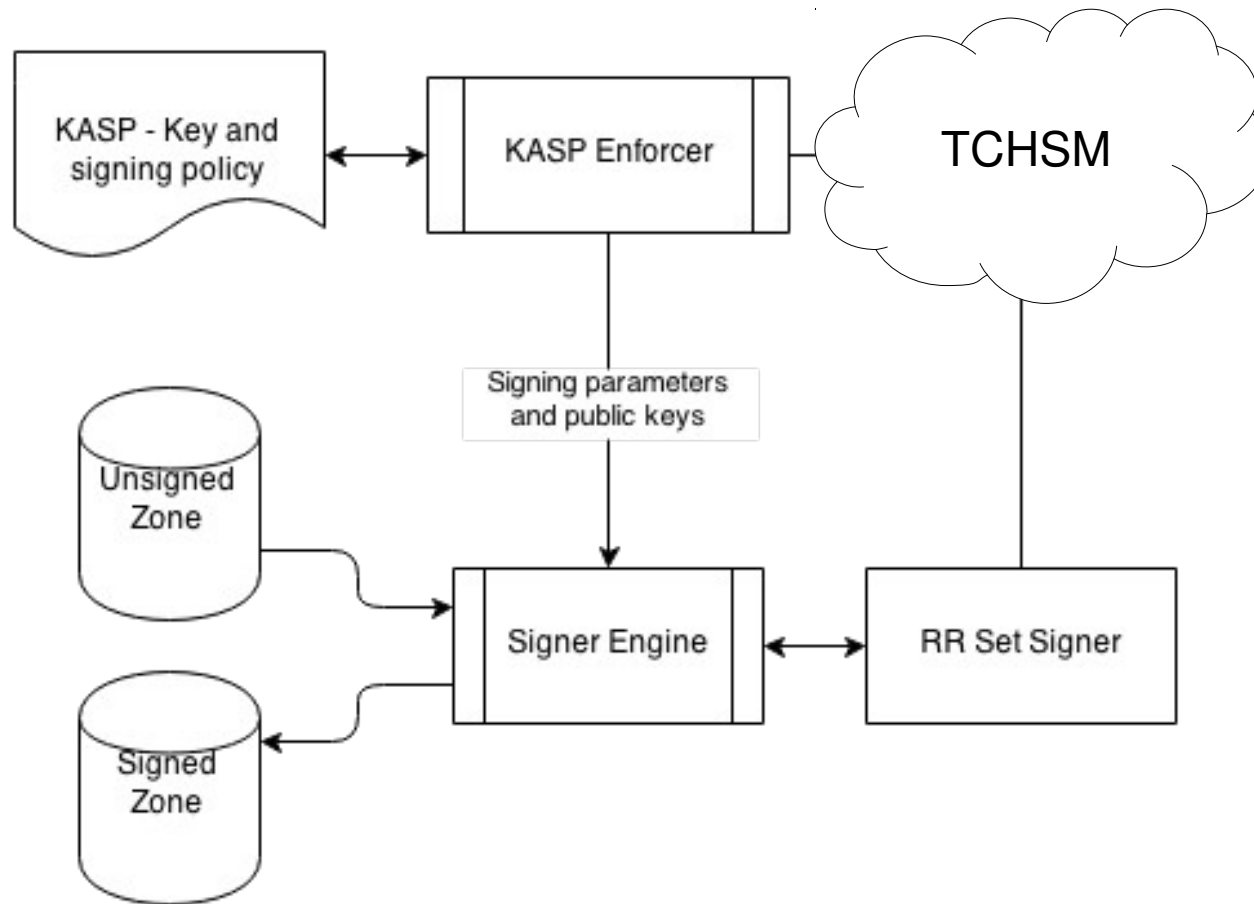 KASP - Key and
signing policy
KASP Enforcer
TCHSM
Signing parameters
and public keys
Unsigned
Zone
Signer Engine
RR Set Signer
Signed
Zone